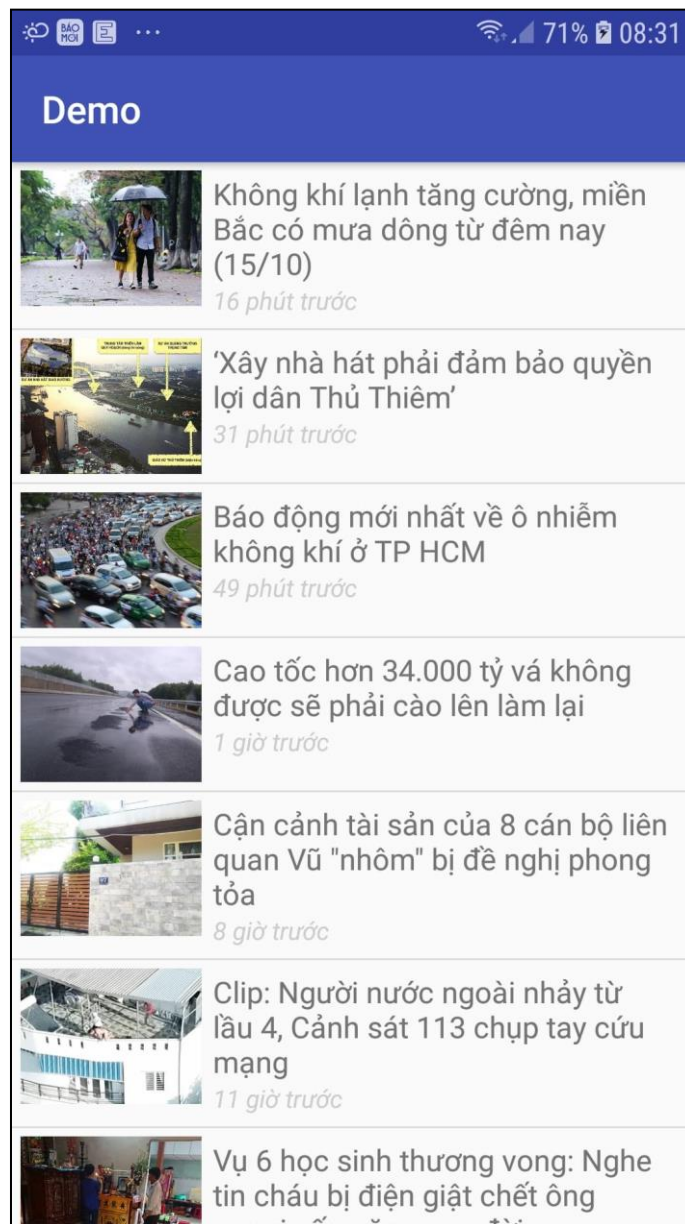 BÁO
MỚI
E
71% 08:31
Demo
Không khí lạnh tăng cường, miền
Bắc có mưa dông từ đêm nay
(15/10)
16 phút trước
‘Xây nhà hát phải đảm bảo quyền
lợi dân Thủ Thiêm’
31 phút trước
Báo động mới nhất về ô nhiễm
không khí ở TP HCM
49 phút trước
Cao tốc hơn 34.000 tỷ vá không
được sẽ phải cào lên làm lại
1 giờ trước
Cận cảnh tài sản của 8 cán bộ liên
quan Vũ "nhôm" bị đề nghị phong
tỏa
8 giờ trước
Clip: Người nước ngoài nhảy từ
lầu 4, Cảnh sát 113 chụp tay cứu
mạng
11 giờ trước
Vụ 6 học sinh thương vong: Nghe
tin cháu bị điện giật chết ông